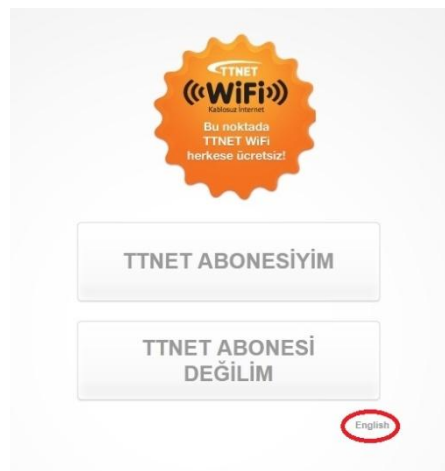 TTNET
WiFi
Kablosuz İnternet
Bu noktada
TTNET WiFi
herkese ücretsiz!
TTNET ABONESİYİM
TTNET ABONESİ
DEĞİLİM
English